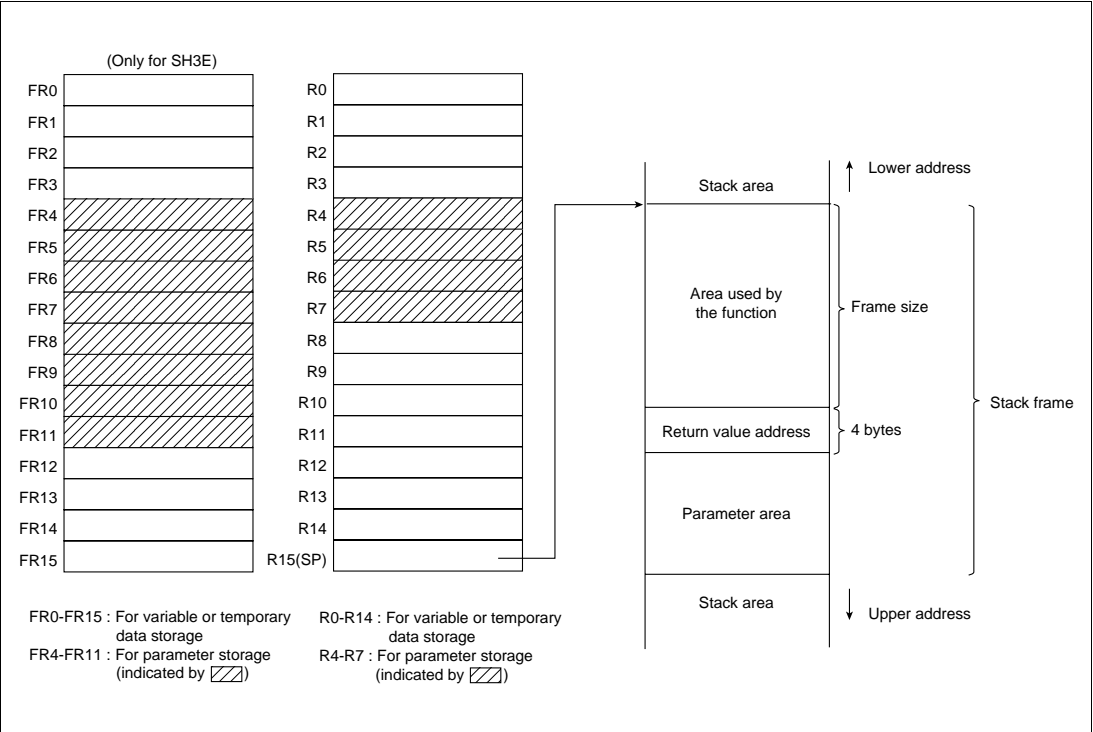 (Only for SH3E)
FR0
FR1
FR2
FR3
FR4
FR5
FR6
FR7
FR8
FR9
FR10
FR11
FR12
FR13
FR14
FR15
R0
R1
R2
R3
R4
R5
R6
R7
R8
R9
R10
R11
R12
R13
R14
R15(SP)
Stack area
Area used by
the function
Return value address
Parameter area
Stack area
Lower address
Frame size
4 bytes
Stack frame
Upper address
FR0-FR15 : For variable or temporary
data storage
FR4-FR11 : For parameter storage
(indicated by )
R0-R14 : For variable or temporary
data storage
R4-R7 : For parameter storage
(indicated by )